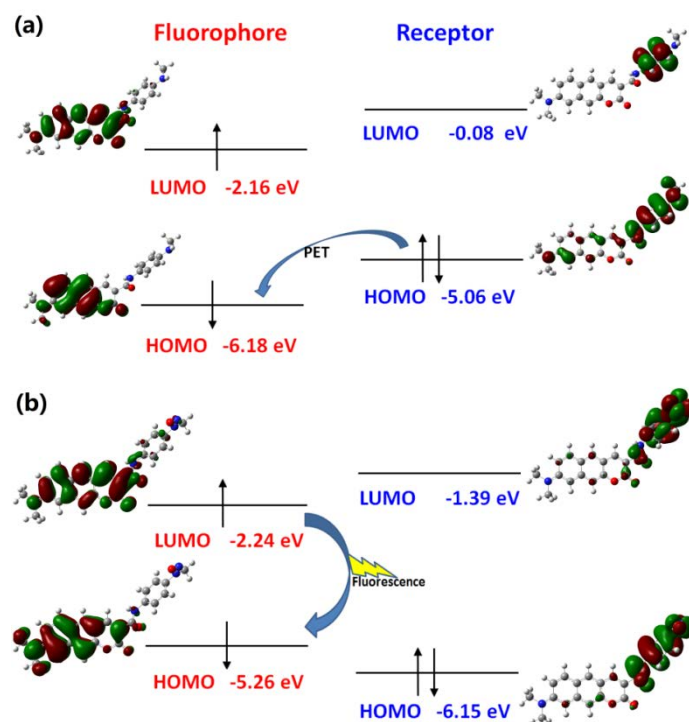 (a)
Fluorophore Receptor
LUMO -0.08 eV
LUMO -2.16 eV
PET
HOMO -5.06 eV
HOMO -6.18 eV
(b)
LUMO -1.39 eV
LUMO -2.24 eV
Fluorescence
HOMO -5.26 eV
HOMO -6.15 eV